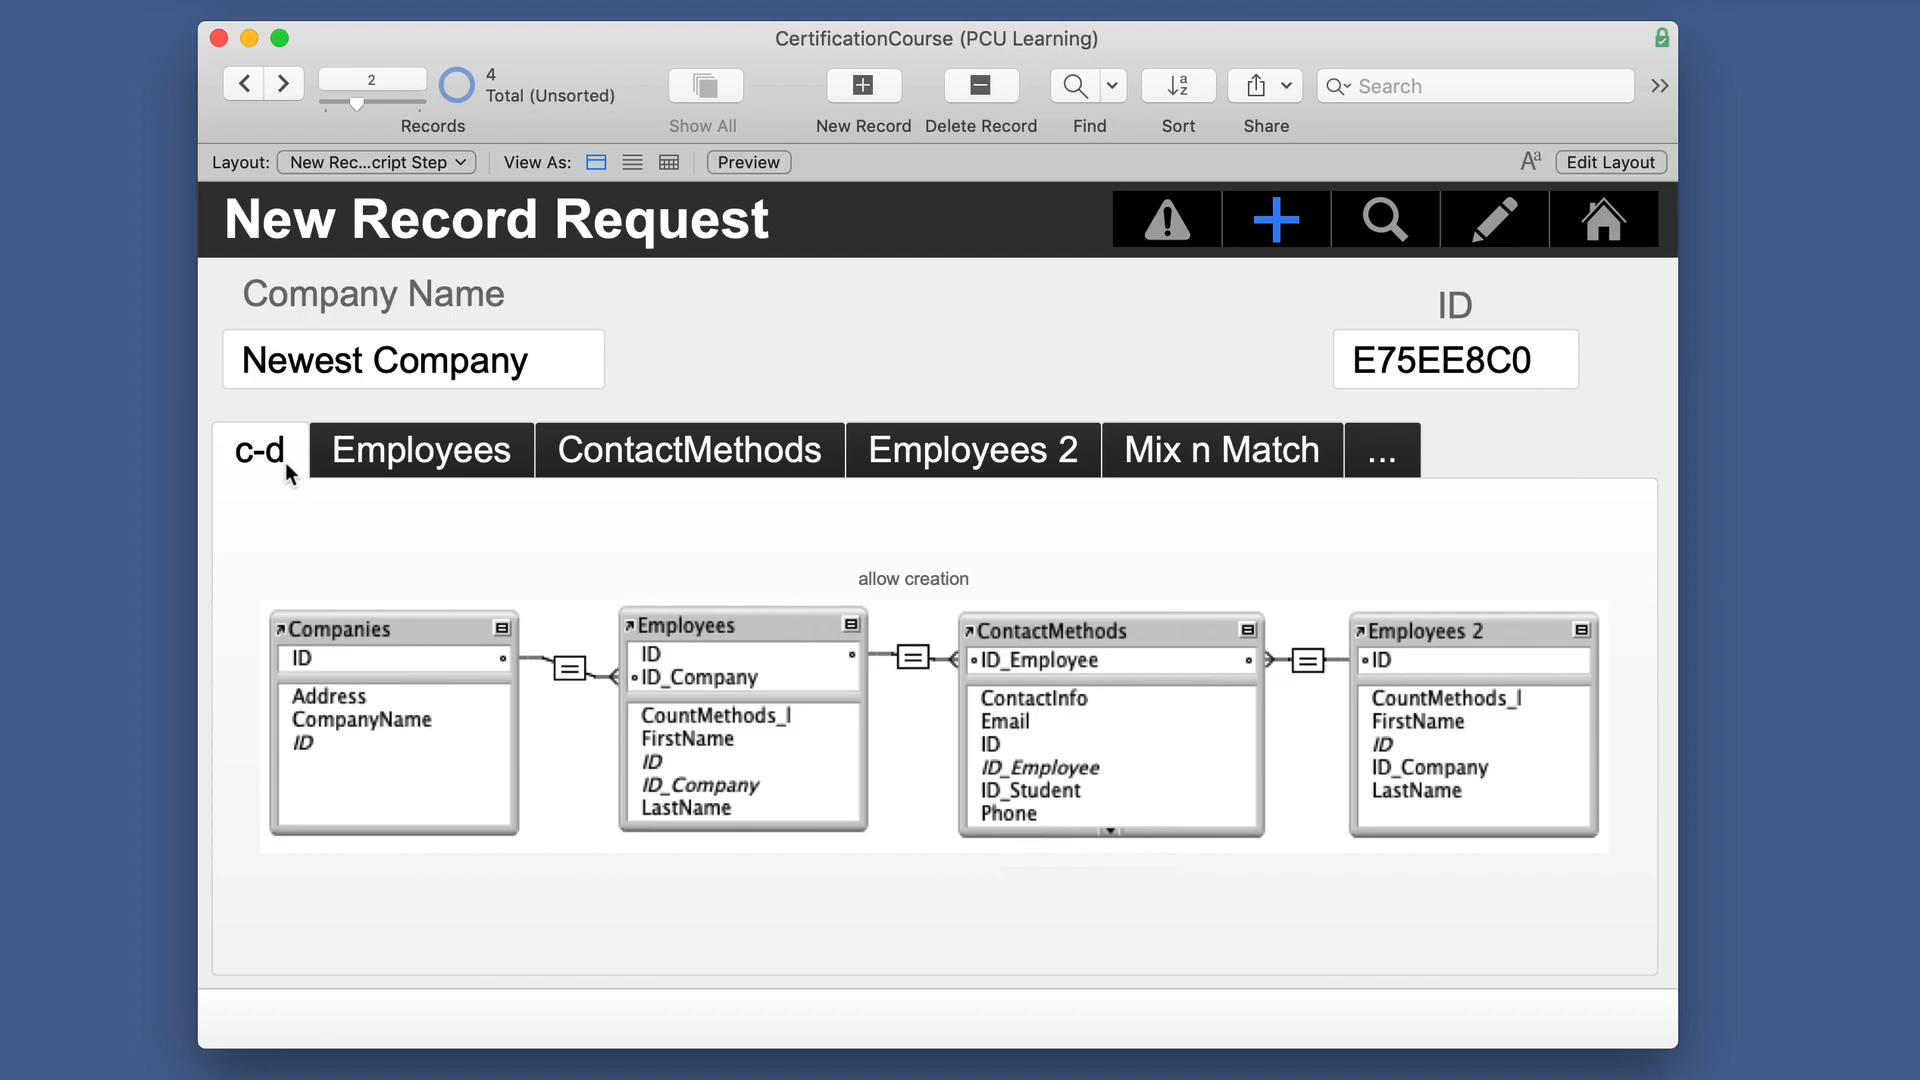 CertificationCourse (PCU Learning)
2
4
Total (Unsorted)
Records
Show All
New Record
Delete Record
Find
Sort
Share
Search
Layout: New Rec...cript Step
View As:
Preview
Aa
Edit Layout
New Record Request
Company Name
ID
Newest Company
E75EE8C0
c-d
Employees
ContactMethods
Employees 2
Mix n Match
...
allow creation
Companies
ID
Address
CompanyName
ID
Employees
ID
ID_Company
CountMethods_l
FirstName
ID
ID_Company
LastName
ContactMethods
ID_Employee
ContactInfo
Email
ID
ID_Employee
ID_Student
Phone
Employees 2
ID
CountMethods_l
FirstName
ID
ID_Company
LastName